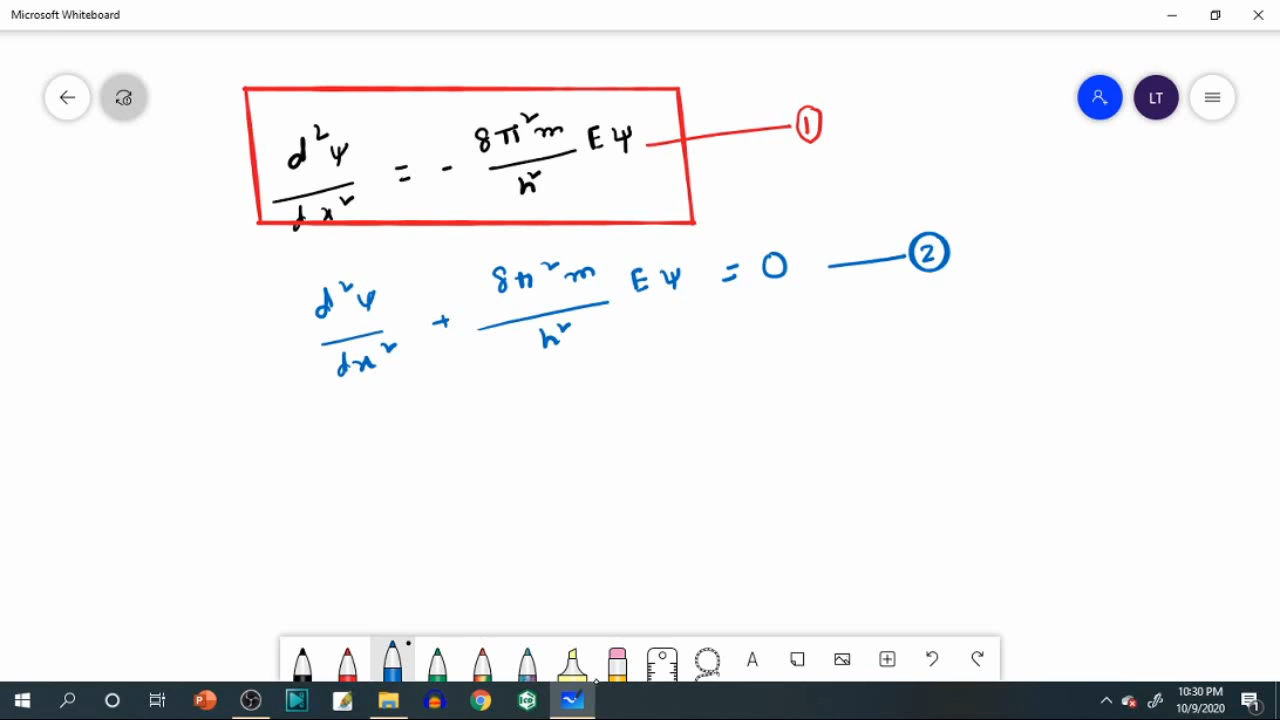 Microsoft Whiteboard
LT
d²ψ/dx² = - 8π²m/h² Eψ — ①
d²ψ/dx² + 8π²m/h² Eψ = 0 — ②
A
10:30 PM
10/9/2020